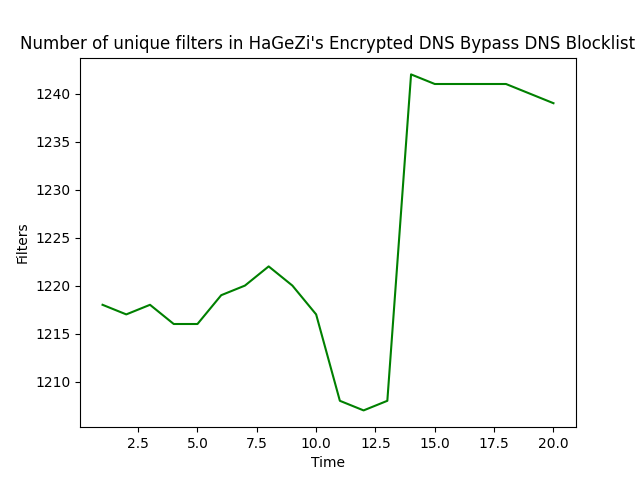 Number of unique filters in HaGeZi's Encrypted DNS Bypass DNS Blocklist
1240
1235
1230
1225
1220
1215
1210
Filters
2.5 5.0 7.5 10.0 12.5 15.0 17.5 20.0
Time